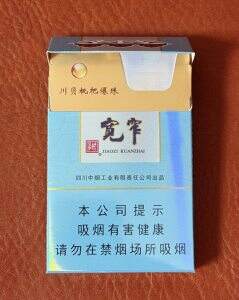 川贝枇杷爆珠
宽窄
JIAOZI KUANZHAI
四川中烟工业有限责任公司出品
本公司提示
吸烟有害健康
请勿在禁烟场所吸烟